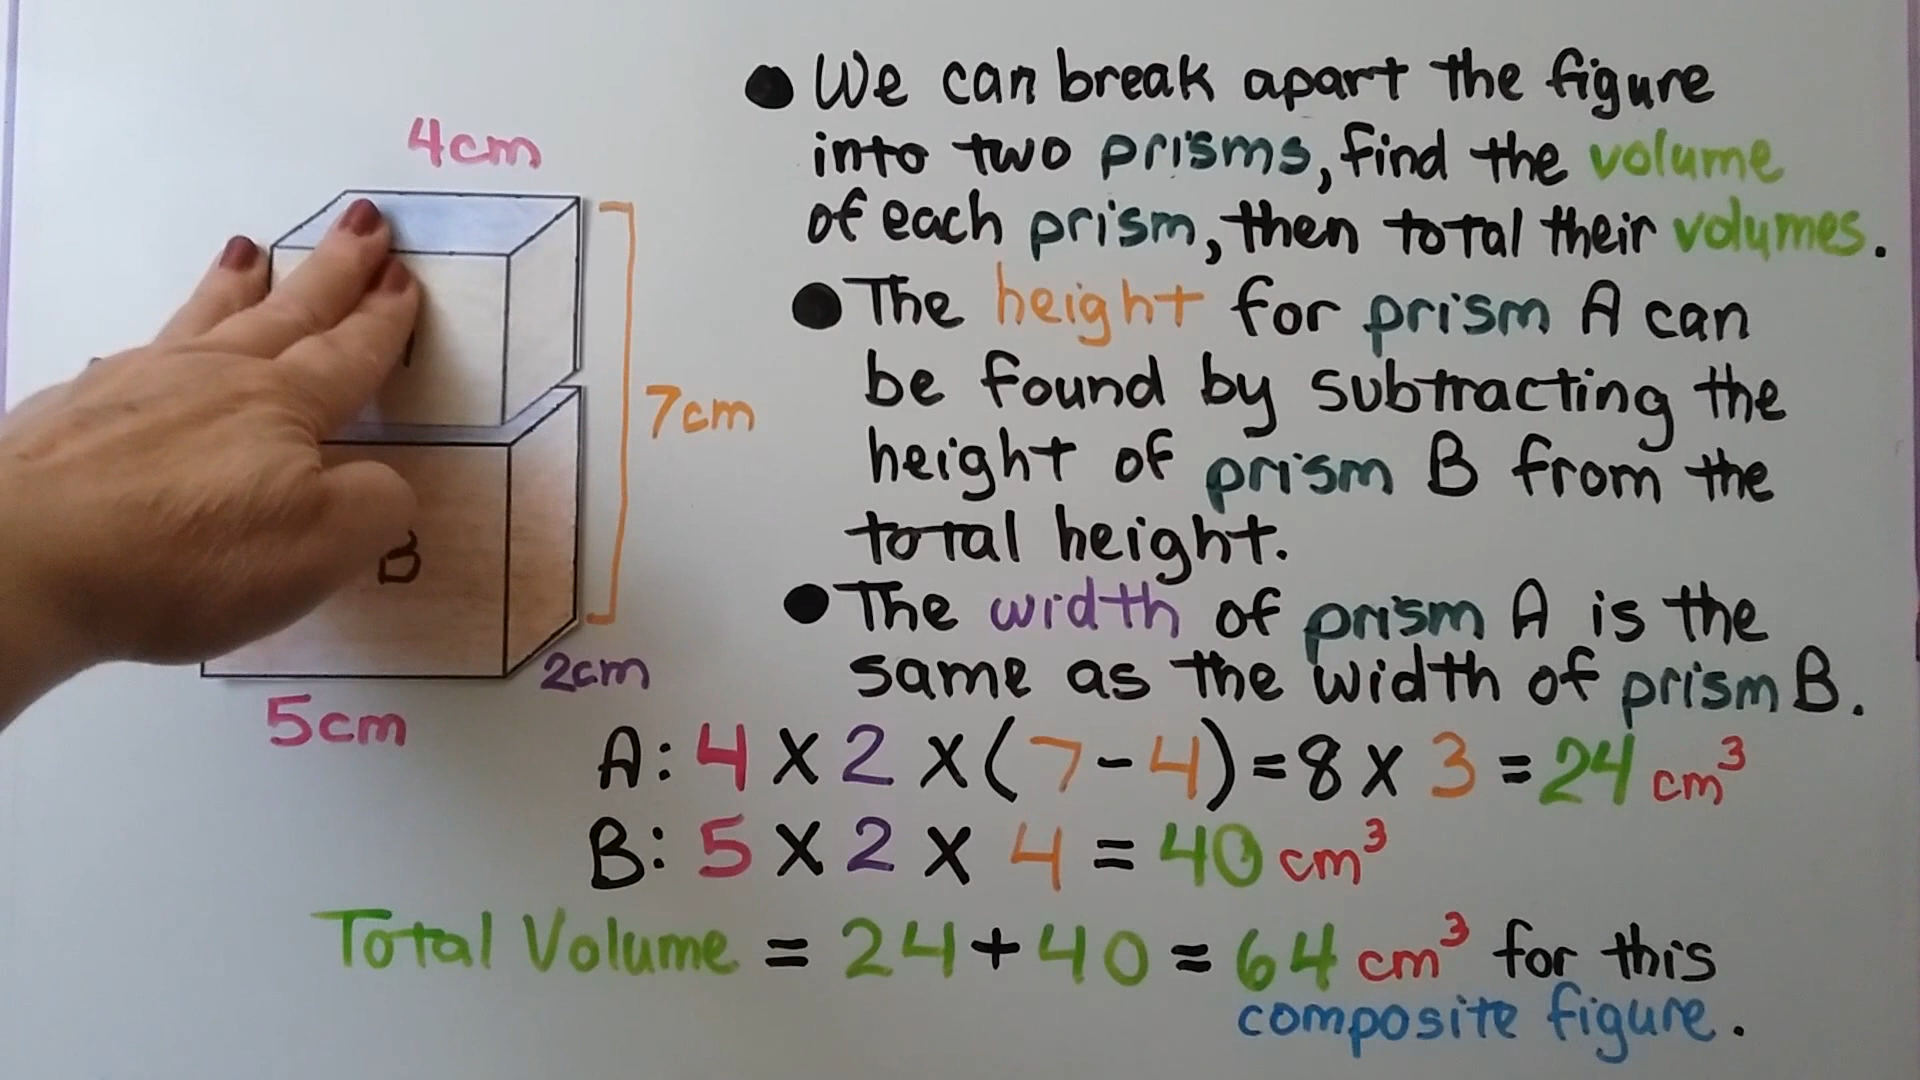 4cm
7cm
B
2cm
5cm
● We can break apart the figure
into two prisms, find the volume
of each prism, then total their volumes.
● The height for prism A can
be found by subtracting the
height of prism B from the
total height.
● The width of prism A is the
same as the width of prism B.
A: 4 x 2 x (7-4) = 8 x 3 = 24 cm³
B: 5 x 2 x 4 = 40 cm³
Total Volume = 24 + 40 = 64 cm³ for this
composite figure.